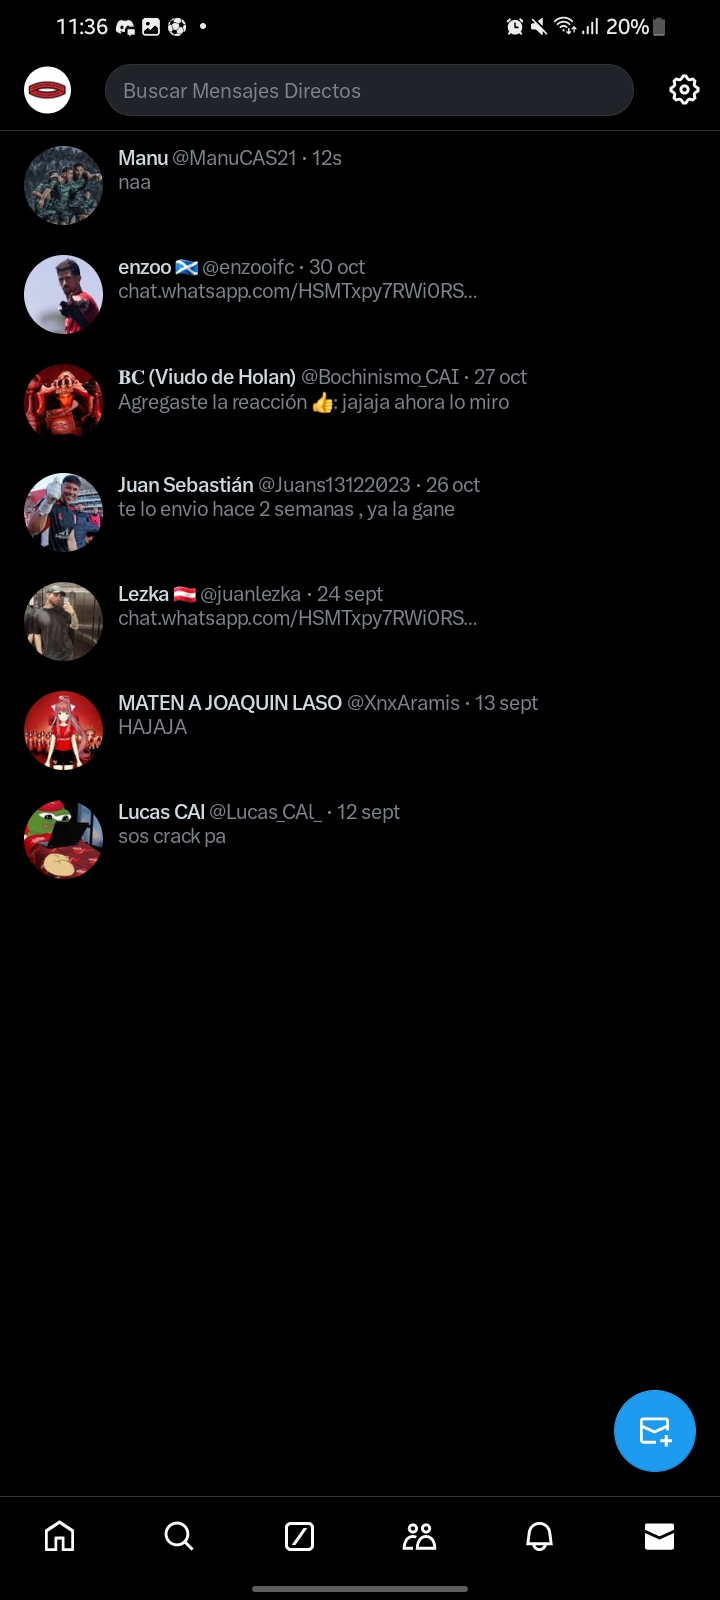 11:36 20%
Buscar Mensajes Directos
Manu @ManuCAS21 · 12s
naa
enzoo 🏴󠁧󠁢󠁳󠁣󠁴󠁿 @enzooifc · 30 oct
chat.whatsapp.com/HSMTxpy7RWi0RS...
𝐁𝐂 (Viudo de Holan) @Bochinismo_CAI · 27 oct
Agregaste la reacción 👍: jajaja ahora lo miro
Juan Sebastián @Juans13122023 · 26 oct
te lo envio hace 2 semanas , ya la gane
Lezka 🇦🇹 @juanlezka · 24 sept
chat.whatsapp.com/HSMTxpy7RWi0RS...
MATEN A JOAQUIN LASO @XnxAramis · 13 sept
HAJAJA
Lucas CAI @Lucas_CAl_ · 12 sept
sos crack pa